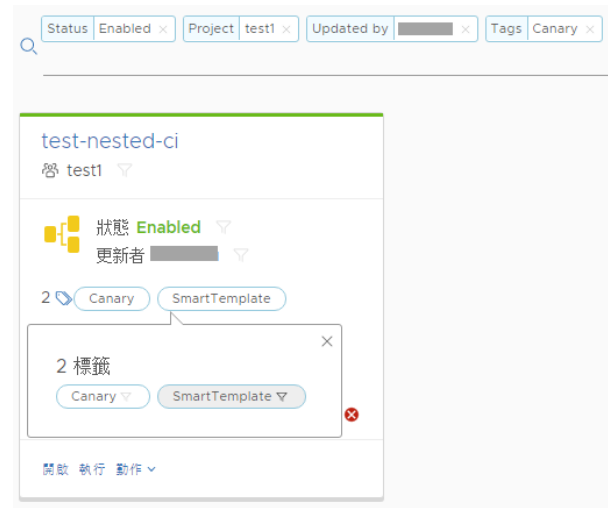 Status Enabled × Project test1 × Updated by × Tags Canary ×
test-nested-ci
test1
狀態 Enabled
更新者
2 Canary SmartTemplate
2 標籤
Canary SmartTemplate
開啟 執行 動作